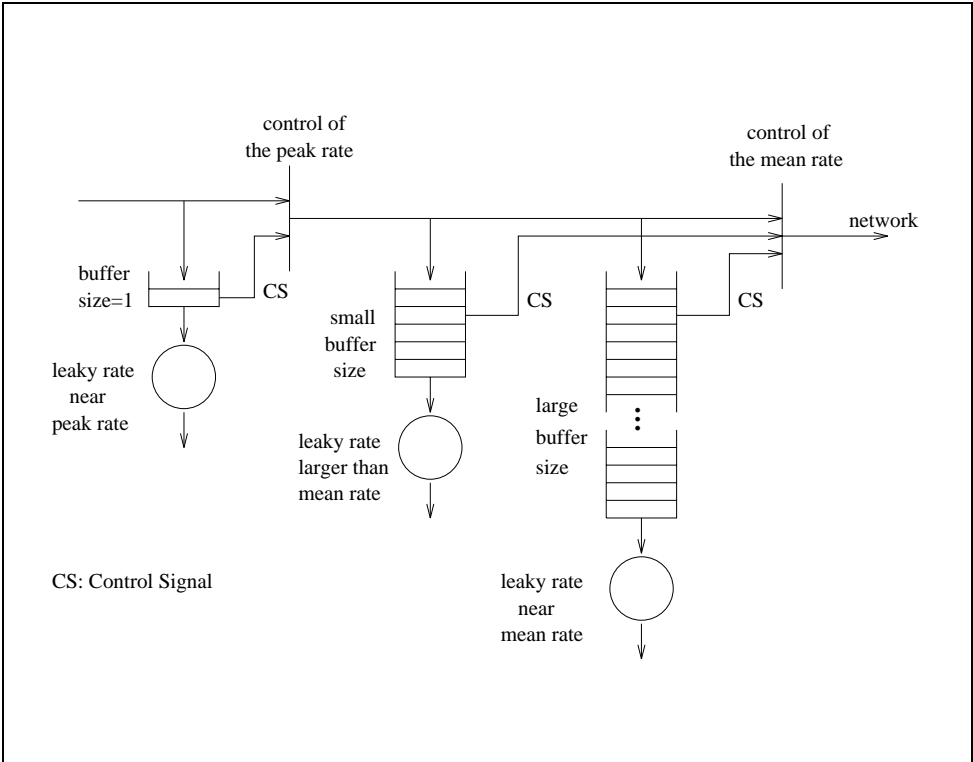 control of
the peak rate
control of
the mean rate
network
buffer
size=1
CS
small
buffer
size
CS
CS
leaky rate
near
peak rate
large
buffer
size
leaky rate
larger than
mean rate
CS: Control Signal
leaky rate
near
mean rate